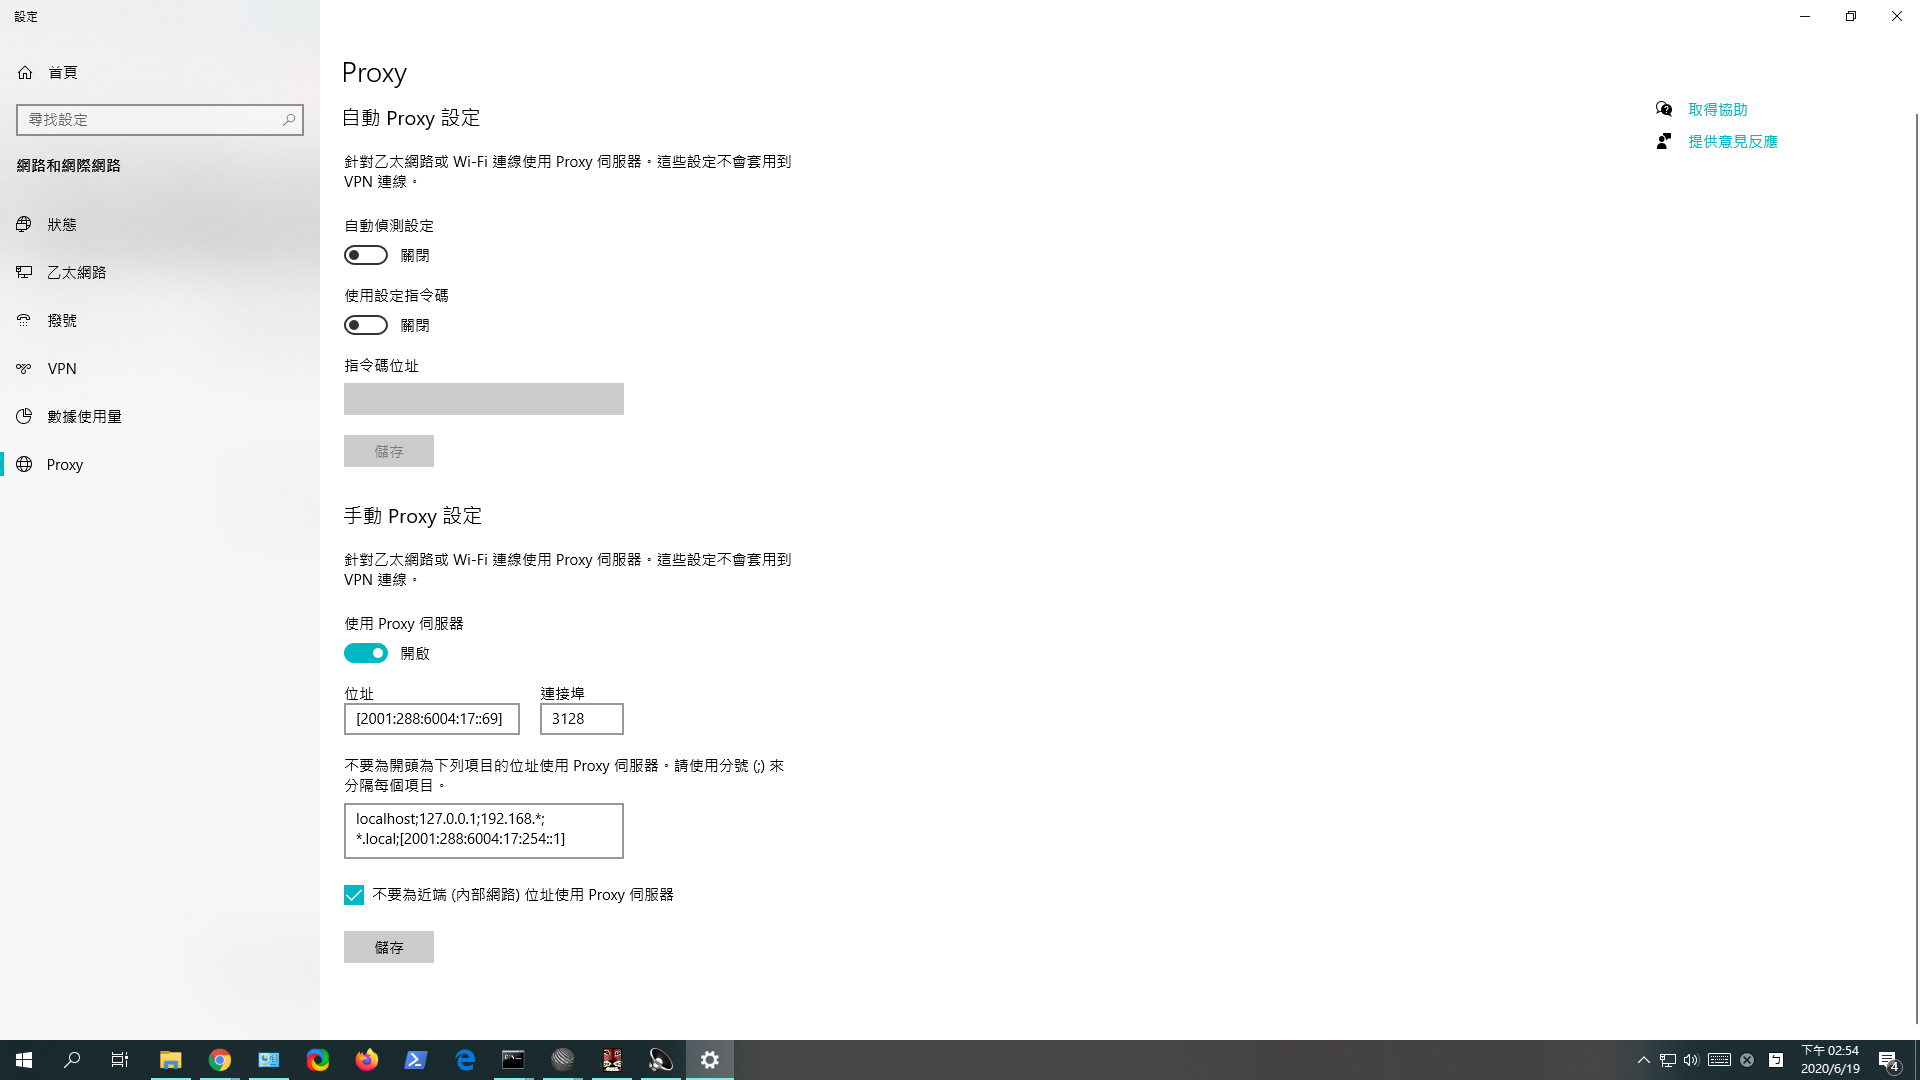 設定
首頁
尋找設定
網路和網際網路
狀態
乙太網路
撥號
VPN
數據使用量
Proxy
Proxy
自動 Proxy 設定
針對乙太網路或 Wi-Fi 連線使用 Proxy 伺服器。這些設定不會套用到
VPN 連線。
自動偵測設定
關閉
使用設定指令碼
關閉
指令碼位址
儲存
手動 Proxy 設定
針對乙太網路或 Wi-Fi 連線使用 Proxy 伺服器。這些設定不會套用到
VPN 連線。
使用 Proxy 伺服器
開啟
位址
連接埠
[2001:288:6004:17::69]
3128
不要為開頭為下列項目的位址使用 Proxy 伺服器。請使用分號 (;) 來
分隔每個項目。
localhost;127.0.0.1;192.168.*;
*.local;[2001:288:6004:17:254::1]
不要為近端 (內部網路) 位址使用 Proxy 伺服器
儲存
取得協助
提供意見反應
下午 02:54
2020/6/19
4